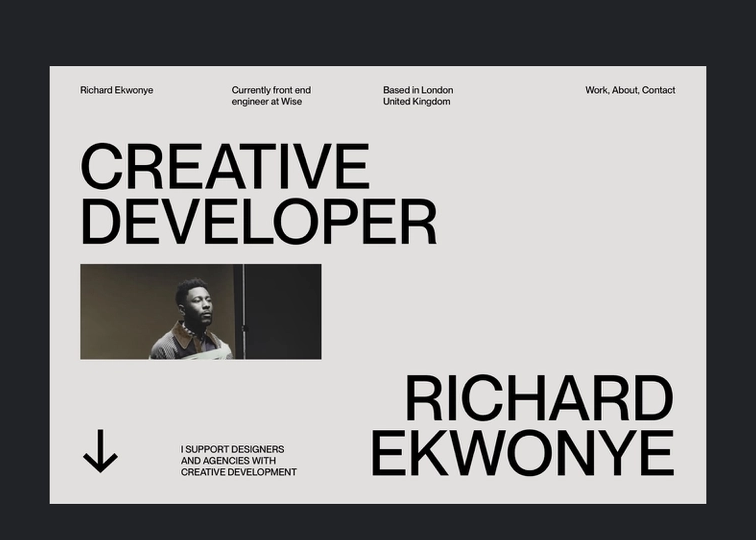 Richard Ekwonye
Currently front end
engineer at Wise
Based in London
United Kingdom
Work, About, Contact
CREATIVE
DEVELOPER
RICHARD
EKWONYE
I SUPPORT DESIGNERS
AND AGENCIES WITH
CREATIVE DEVELOPMENT